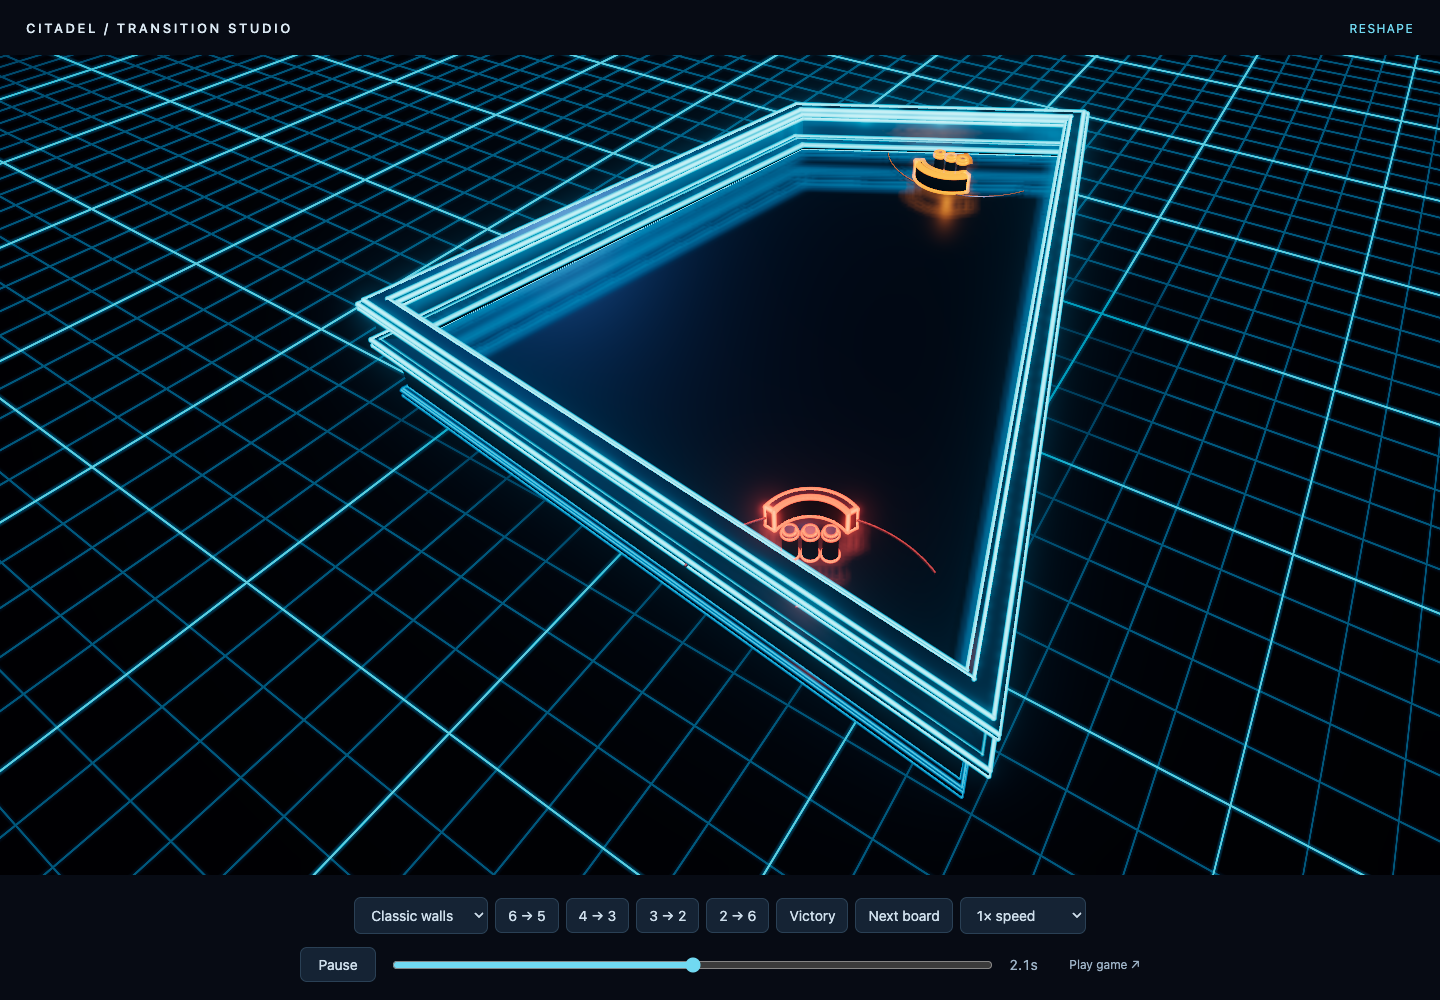 CITADEL / TRANSITION STUDIO
RESHAPE
Classic walls
6 → 5
4 → 3
3 → 2
2 → 6
Victory
Next board
1× speed
Pause
2.1s
Play game ↗